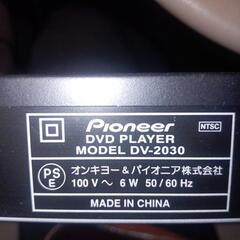 Pioneer
NTSC
DVD PLAYER
MODEL DV-2030
PS
E
オンキヨー&パイオニア株式会社
100 V ～ 6 W 50/60 Hz
MADE IN CHINA